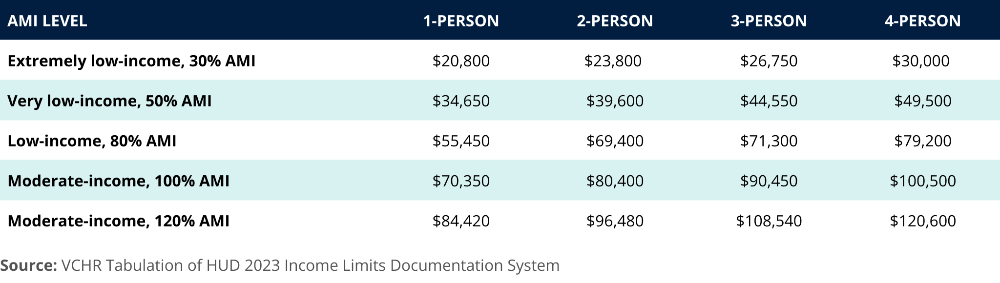 AMI LEVEL 1-PERSON 2-PERSON 3-PERSON 4-PERSON
Extremely low-income, 30% AMI $20,800 $23,800 $26,750 $30,000
Very low-income, 50% AMI $34,650 $39,600 $44,550 $49,500
Low-income, 80% AMI $55,450 $69,400 $71,300 $79,200
Moderate-income, 100% AMI $70,350 $80,400 $90,450 $100,500
Moderate-income, 120% AMI $84,420 $96,480 $108,540 $120,600
Source: VCHR Tabulation of HUD 2023 Income Limits Documentation System